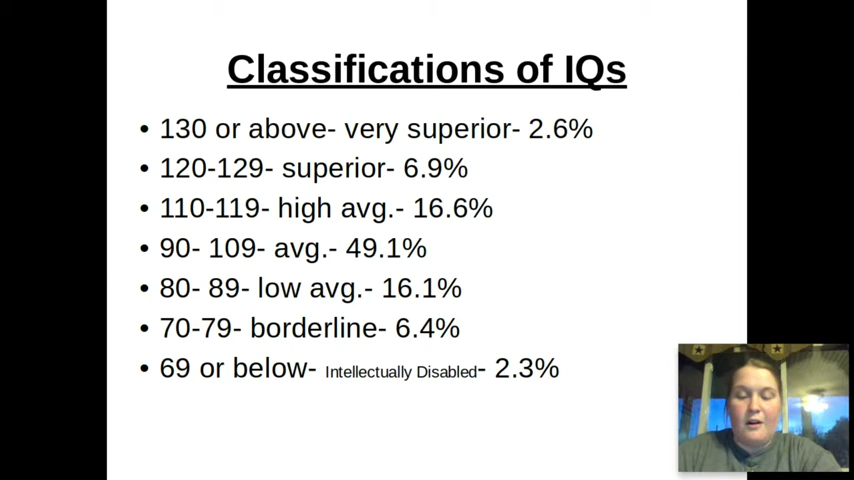 Classifications of IQs
• 130 or above- very superior- 2.6%
• 120-129- superior- 6.9%
• 110-119- high avg.- 16.6%
• 90- 109- avg.- 49.1%
• 80- 89- low avg.- 16.1%
• 70-79- borderline- 6.4%
• 69 or below- Intellectually Disabled- 2.3%